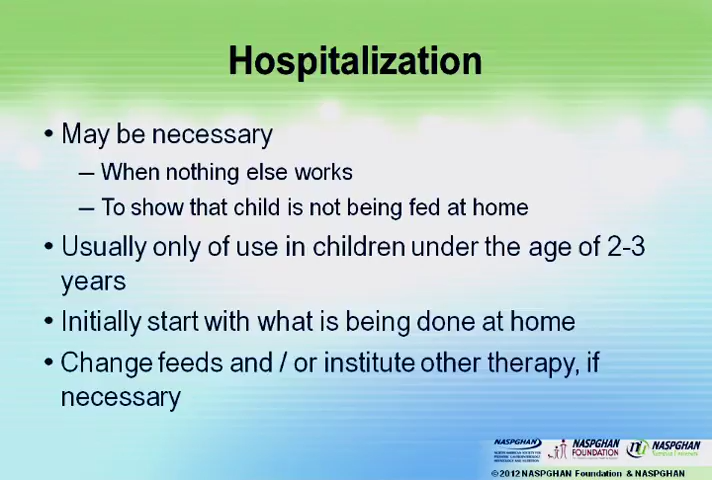 Hospitalization
• May be necessary
– When nothing else works
– To show that child is not being fed at home
• Usually only of use in children under the age of 2-3
years
• Initially start with what is being done at home
• Change feeds and / or institute other therapy, if
necessary
NASPGHAN
NASPGHAN
FOUNDATION
NASPGHAN
©2012 NASPGHAN Foundation & NASPGHAN